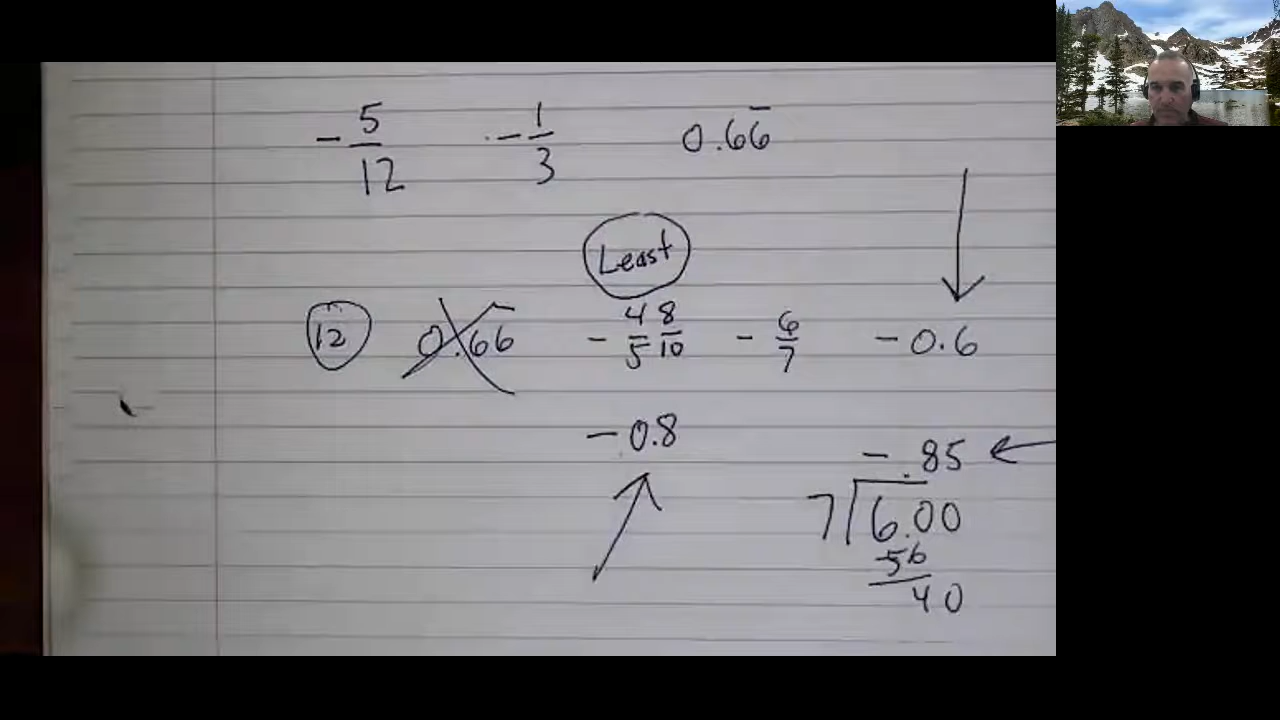 - 5/12 - 1/3 0.66̅
Least
12 0.66̅ - 4/5 8/10 - 6/7 - 0.6
- 0.8
- .85
7 6.00
56
40